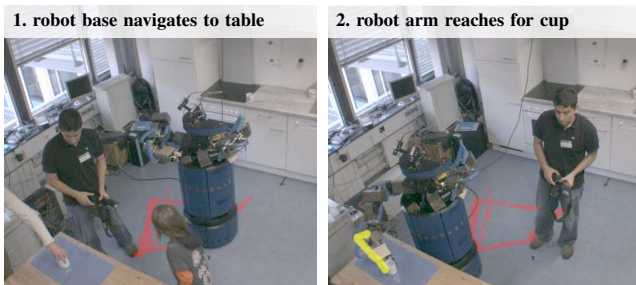 1. robot base navigates to table
2. robot arm reaches for cup